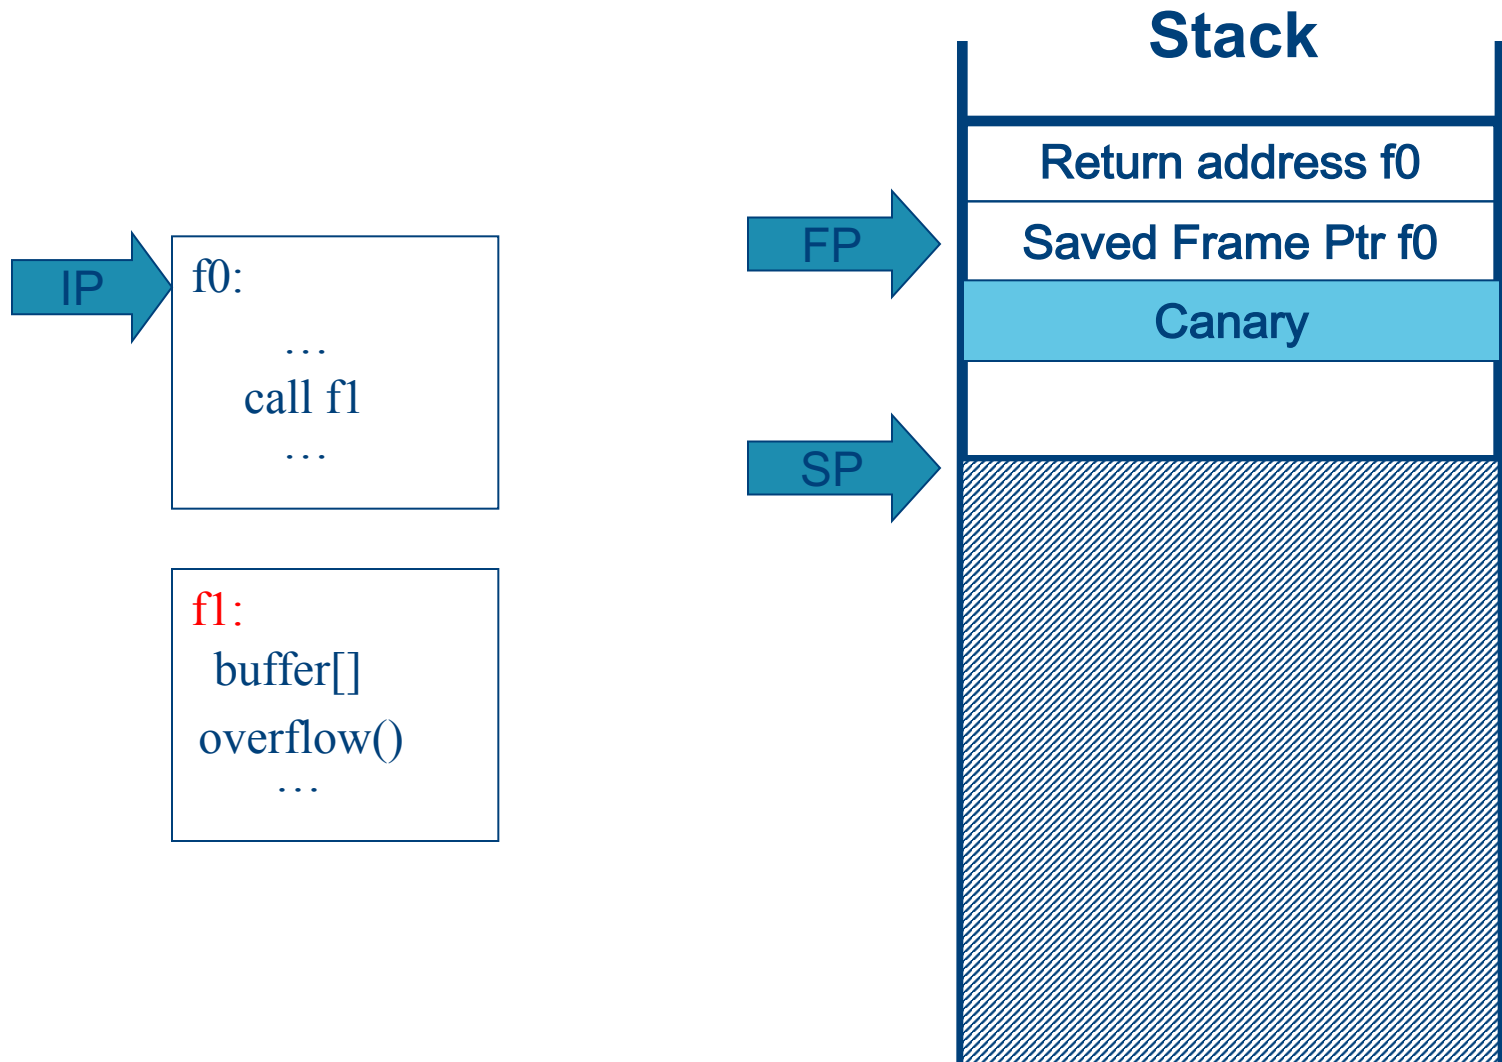 Stack
Return address f0
FP
Saved Frame Ptr f0
IP
f0:
Canary
…
call f1
…
SP
f1:
buffer[]
overflow()
…